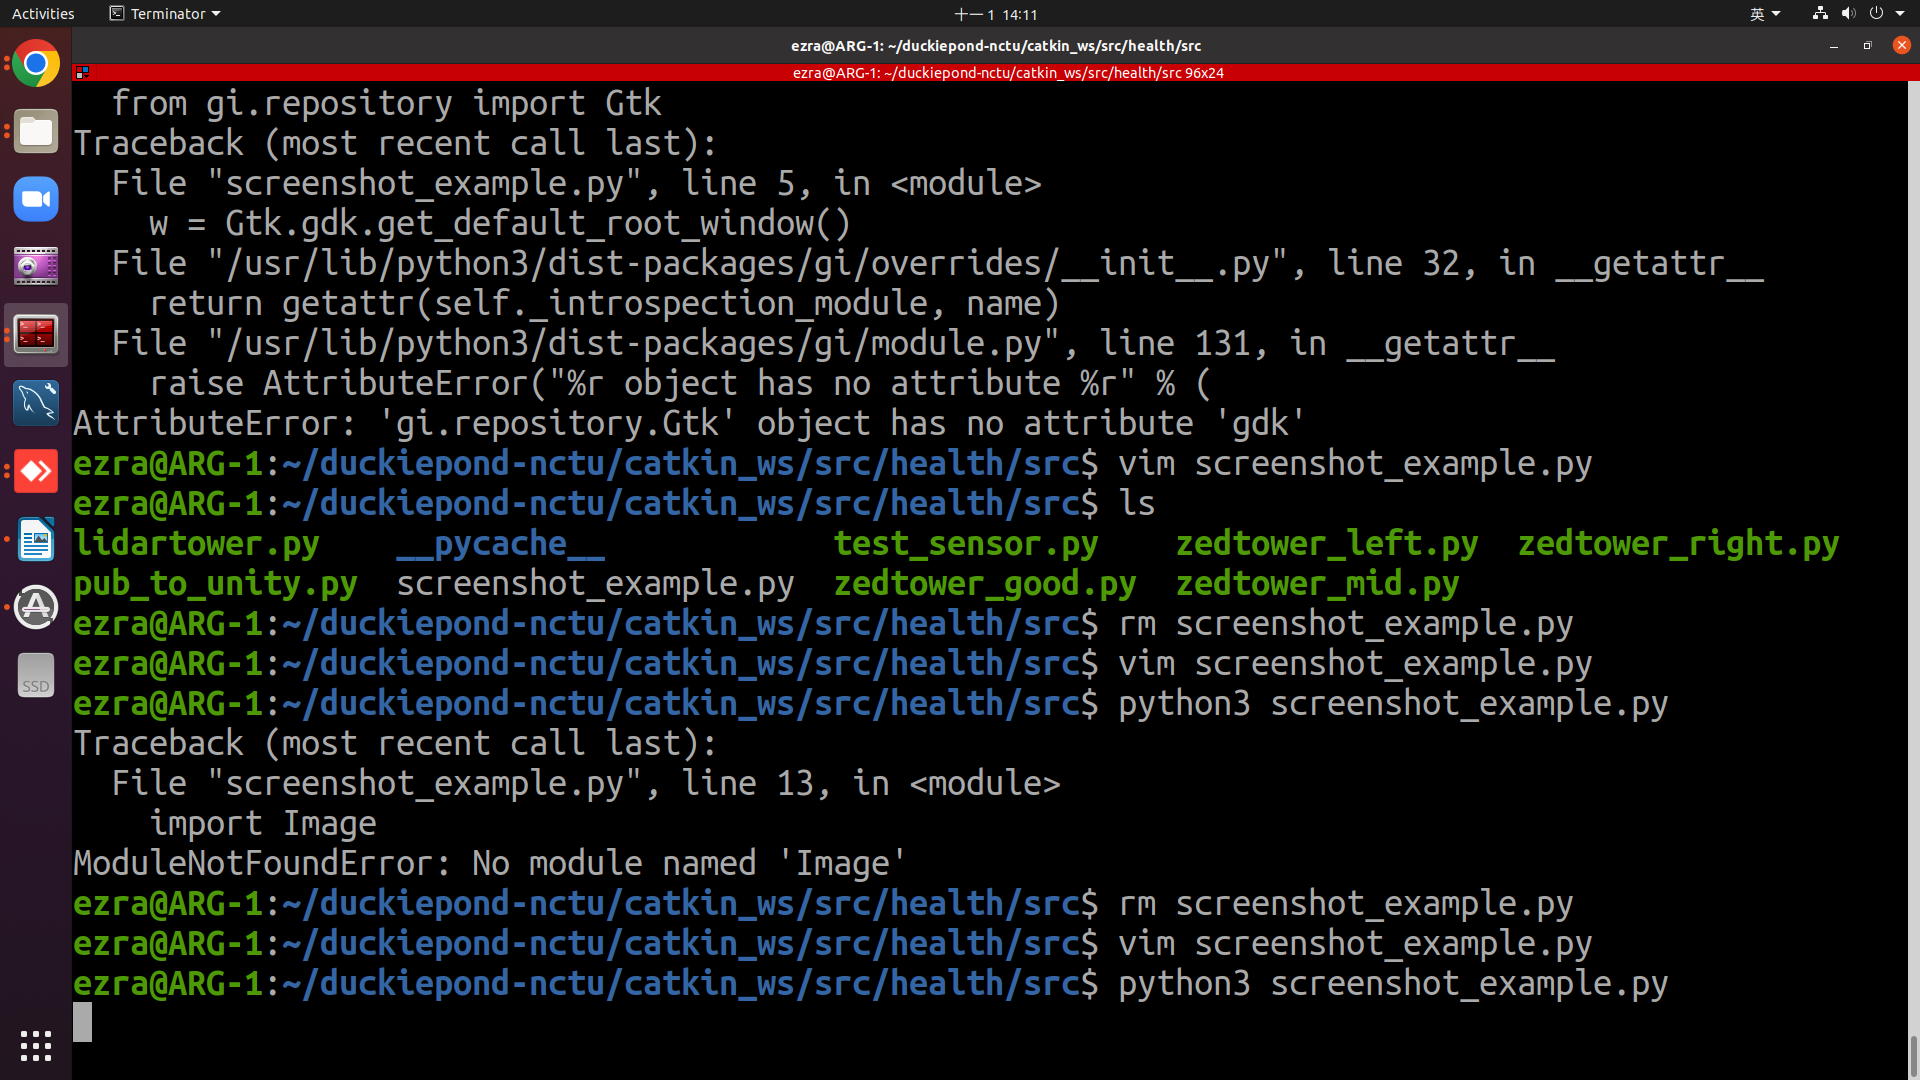 Activities
Terminator
十一 1 14:11
英
ezra@ARG-1: ~/duckiepond-nctu/catkin_ws/src/health/src
ezra@ARG-1: ~/duckiepond-nctu/catkin_ws/src/health/src 96x24
  from gi.repository import Gtk
Traceback (most recent call last):
  File "screenshot_example.py", line 5, in <module>
    w = Gtk.gdk.get_default_root_window()
  File "/usr/lib/python3/dist-packages/gi/overrides/__init__.py", line 32, in __getattr__
    return getattr(self._introspection_module, name)
  File "/usr/lib/python3/dist-packages/gi/module.py", line 131, in __getattr__
    raise AttributeError("%r object has no attribute %r" % (
AttributeError: 'gi.repository.Gtk' object has no attribute 'gdk'
ezra@ARG-1:~/duckiepond-nctu/catkin_ws/src/health/src$ vim screenshot_example.py
ezra@ARG-1:~/duckiepond-nctu/catkin_ws/src/health/src$ ls
lidartower.py    __pycache__            test_sensor.py    zedtower_left.py  zedtower_right.py
pub_to_unity.py  screenshot_example.py  zedtower_good.py  zedtower_mid.py
ezra@ARG-1:~/duckiepond-nctu/catkin_ws/src/health/src$ rm screenshot_example.py
ezra@ARG-1:~/duckiepond-nctu/catkin_ws/src/health/src$ vim screenshot_example.py
ezra@ARG-1:~/duckiepond-nctu/catkin_ws/src/health/src$ python3 screenshot_example.py
Traceback (most recent call last):
  File "screenshot_example.py", line 13, in <module>
    import Image
ModuleNotFoundError: No module named 'Image'
ezra@ARG-1:~/duckiepond-nctu/catkin_ws/src/health/src$ rm screenshot_example.py
ezra@ARG-1:~/duckiepond-nctu/catkin_ws/src/health/src$ vim screenshot_example.py
ezra@ARG-1:~/duckiepond-nctu/catkin_ws/src/health/src$ python3 screenshot_example.py
SSD